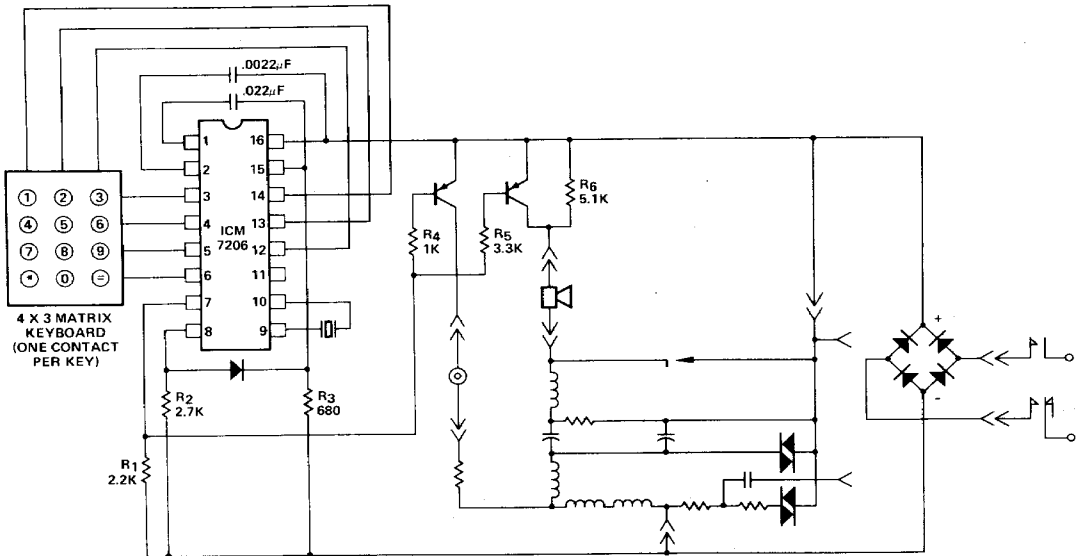 .0022µF
.022µF
1 16
2 15
3 14
4 13
5 12
6 11
7 10
8 9
ICM
7206
1 2 3
4 5 6
7 8 9
* 0 =
4 X 3 MATRIX
KEYBOARD
(ONE CONTACT
PER KEY)
R1
2.2K
R2
2.7K
R3
680
R4
1K
R5
3.3K
R6
5.1K
+
-